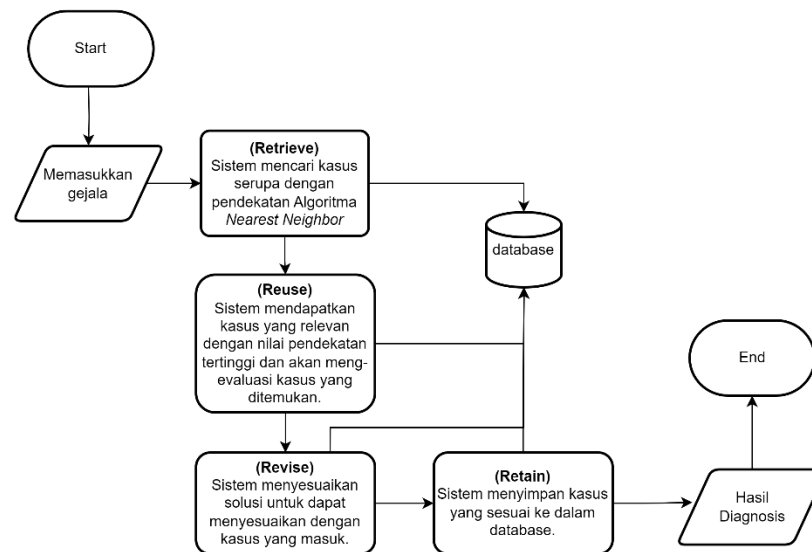 Start
Memasukkan
gejala
(Retrieve)
Sistem mencari kasus
serupa dengan
pendekatan Algoritma
Nearest Neighbor
database
(Reuse)
Sistem mendapatkan
kasus yang relevan
dengan nilai pendekatan
tertinggi dan akan meng-
evaluasi kasus yang
ditemukan.
(Revise)
Sistem menyesuaikan
solusi untuk dapat
menyesuaikan dengan
kasus yang masuk.
(Retain)
Sistem menyimpan kasus
yang sesuai ke dalam
database.
Hasil
Diagnosis
End